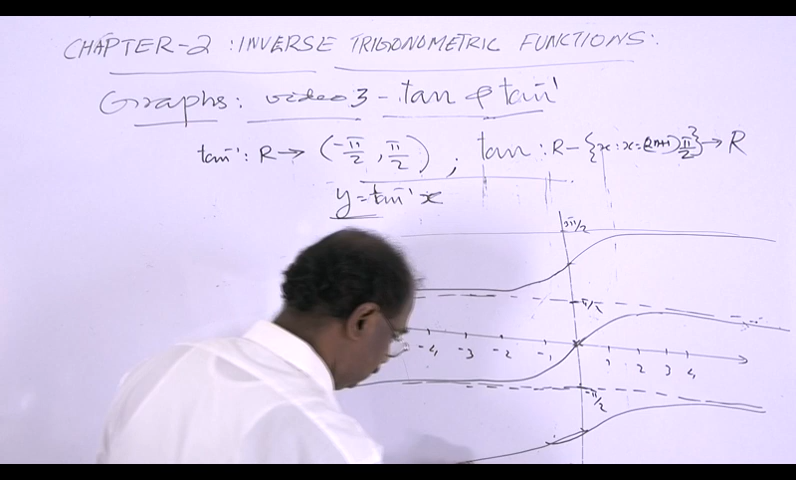 CHAPTER-2 : INVERSE TRIGONOMETRIC FUNCTIONS:
Graphs: video 3 - tan & tan⁻¹
tan⁻¹ : R → (-π/2, π/2) ; tan : R - {x : x = (2n+1) π/2} → R
y = tan⁻¹ x
3π/2
π/2
-4 -3 -2 -1 1 2 3 4
-π/2